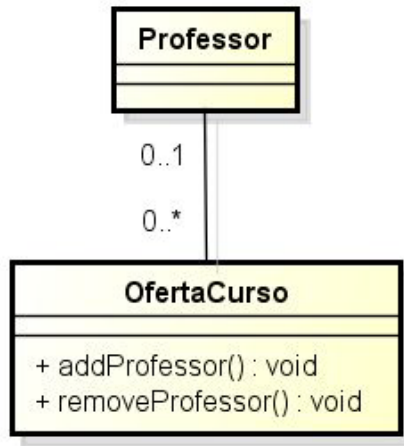 Professor
0..1
0..*
OfertaCurso
+ addProfessor() : void
+ removeProfessor() : void